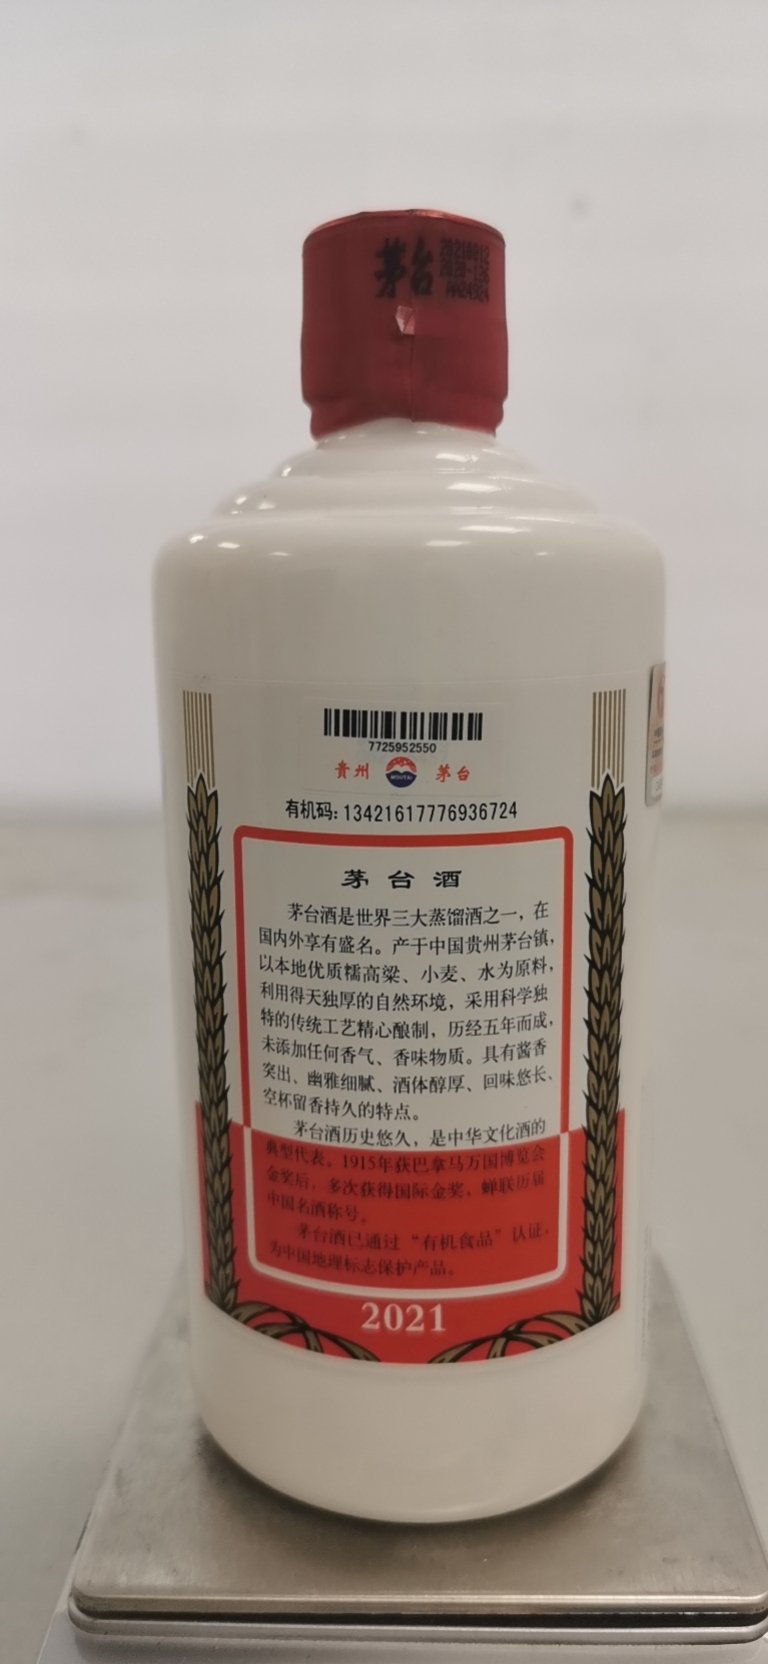 茅台
2020-126
7725952550
贵州 MOUTAI 茅台
有机码:13421617776936724
茅台酒
茅台酒是世界三大蒸馏酒之一，在
国内外享有盛名。产于中国贵州茅台镇，
以本地优质糯高粱、小麦、水为原料，
利用得天独厚的自然环境，采用科学独
特的传统工艺精心酿制，历经五年而成，
未添加任何香气、香味物质。具有酱香
突出、幽雅细腻、酒体醇厚、回味悠长、
空杯留香持久的特点。
茅台酒历史悠久，是中华文化酒的
典型代表。1915年获巴拿马万国博览会
金奖后，多次获得国际金奖，蝉联历届
中国名酒称号。
茅台酒已通过“有机食品”认证，
为中国地理标志保护产品。
2021